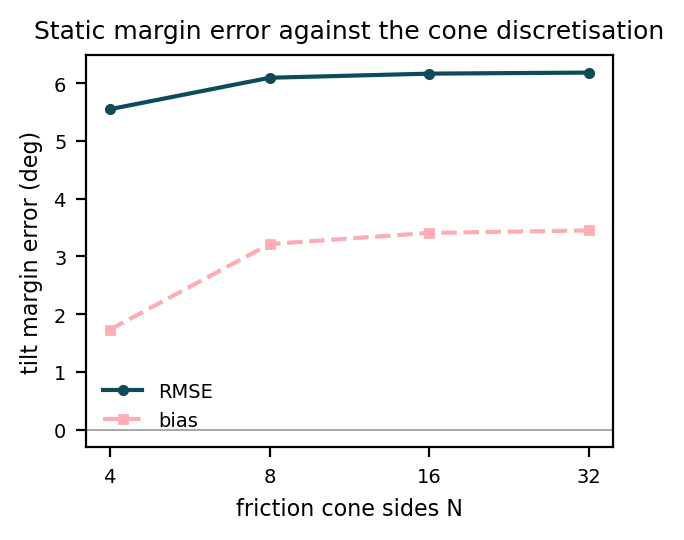 Static margin error against the cone discretisation
tilt margin error (deg)
6
5
4
3
2
1
0
RMSE
bias
4 8 16 32
friction cone sides N